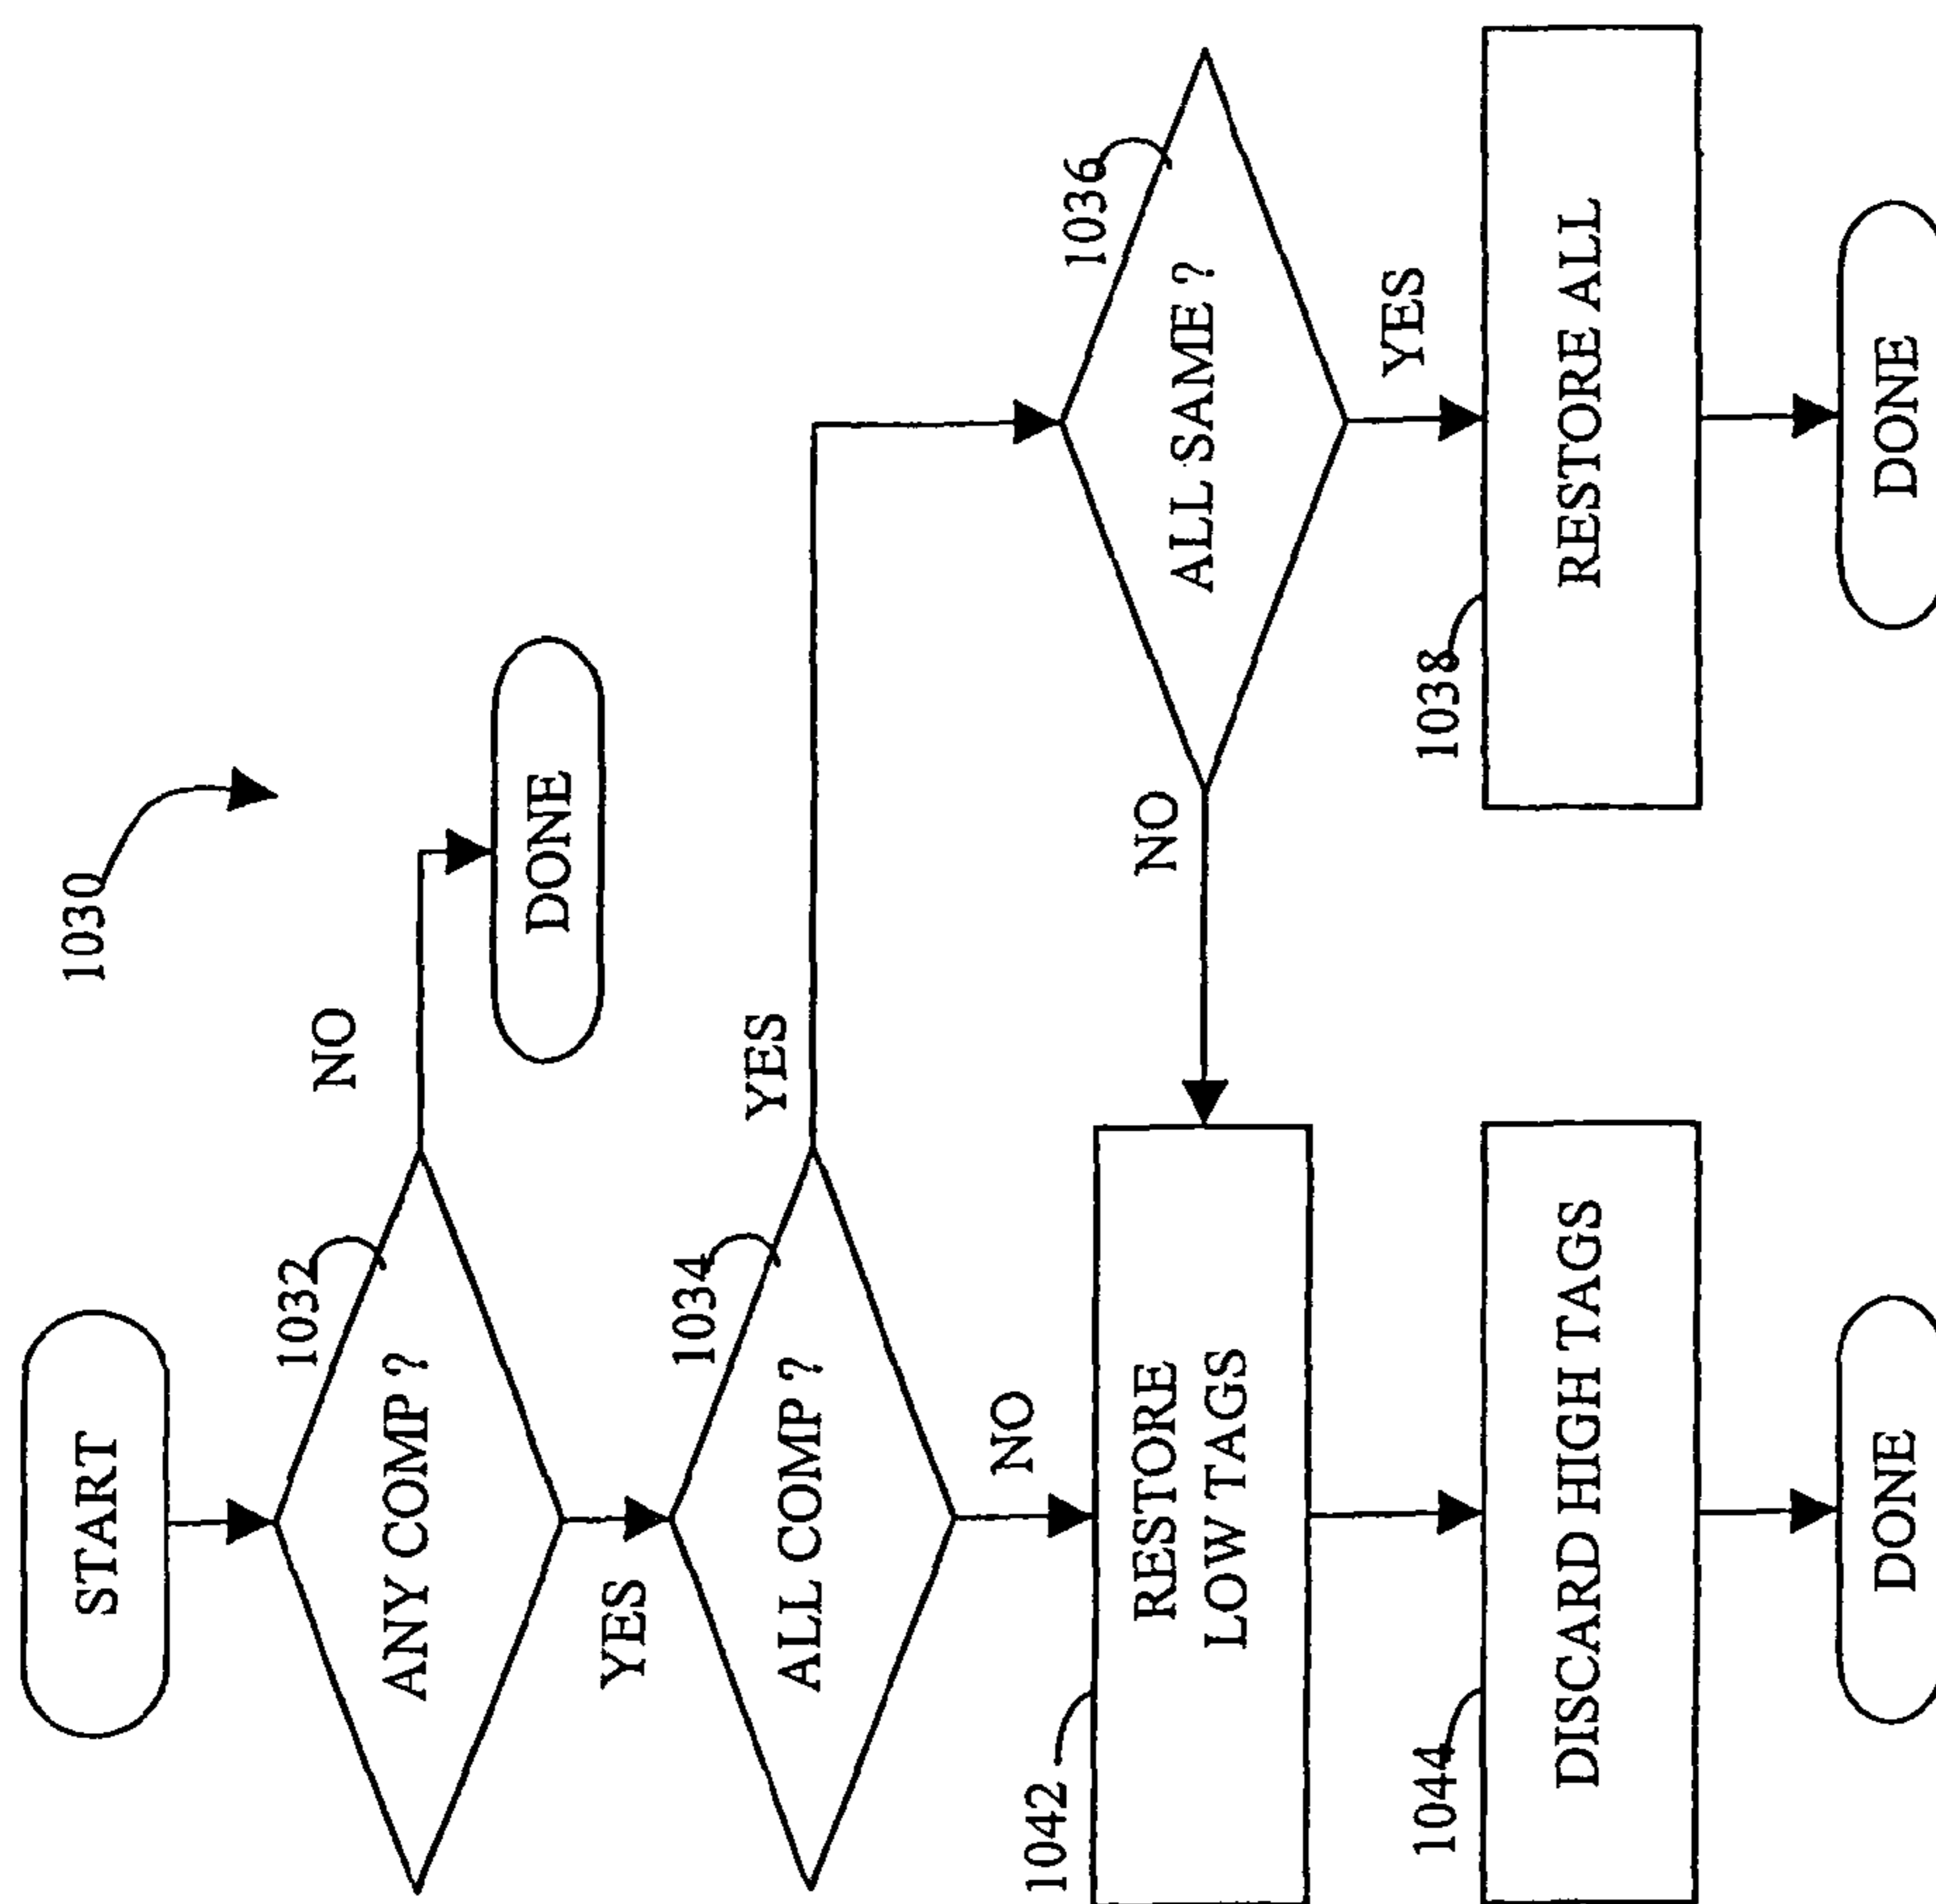 1030
START
1032
ANY COMP ?
NO
DONE
YES
1034
ALL COMP ?
YES
NO
1036
ALL SAME ?
NO
YES
1042
RESTORE
LOW TAGS
1038
RESTORE ALL
1044
DISCARD HIGH TAGS
DONE
DONE